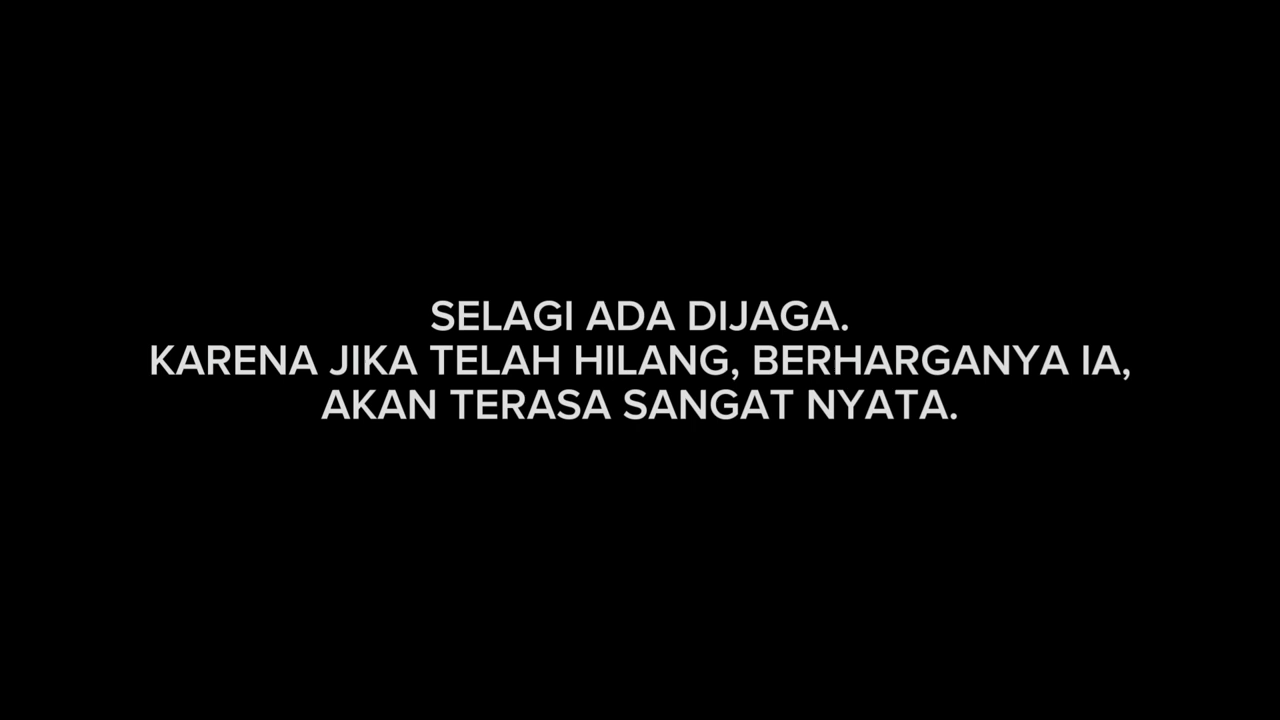 SELAGI ADA DIJAGA.
KARENA JIKA TELAH HILANG, BERHARGANYA IA,
AKAN TERASA SANGAT NYATA.